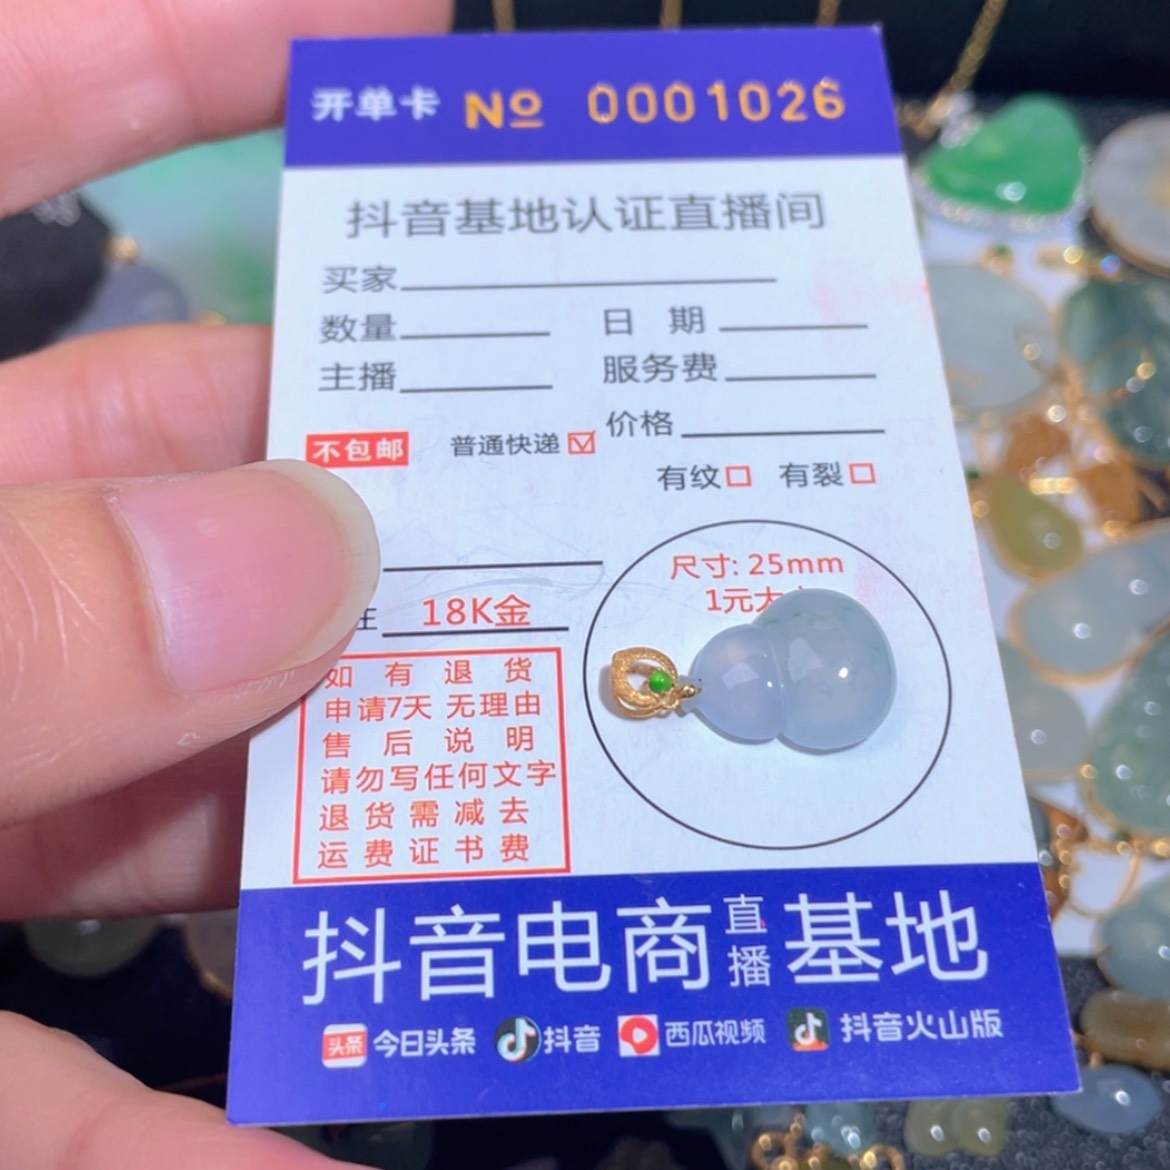 开单卡 № 0001026
抖音基地认证直播间
买家
数量 日期
主播 服务费
价格
不包邮 普通快递
有纹 有裂
尺寸: 25mm
1元
18K金
如有退货
申请7天无理由
售后说明
请勿写任何文字
退货需减去
运费证书费
抖音电商直播基地
头条 今日头条 抖音 西瓜视频 抖音火山版